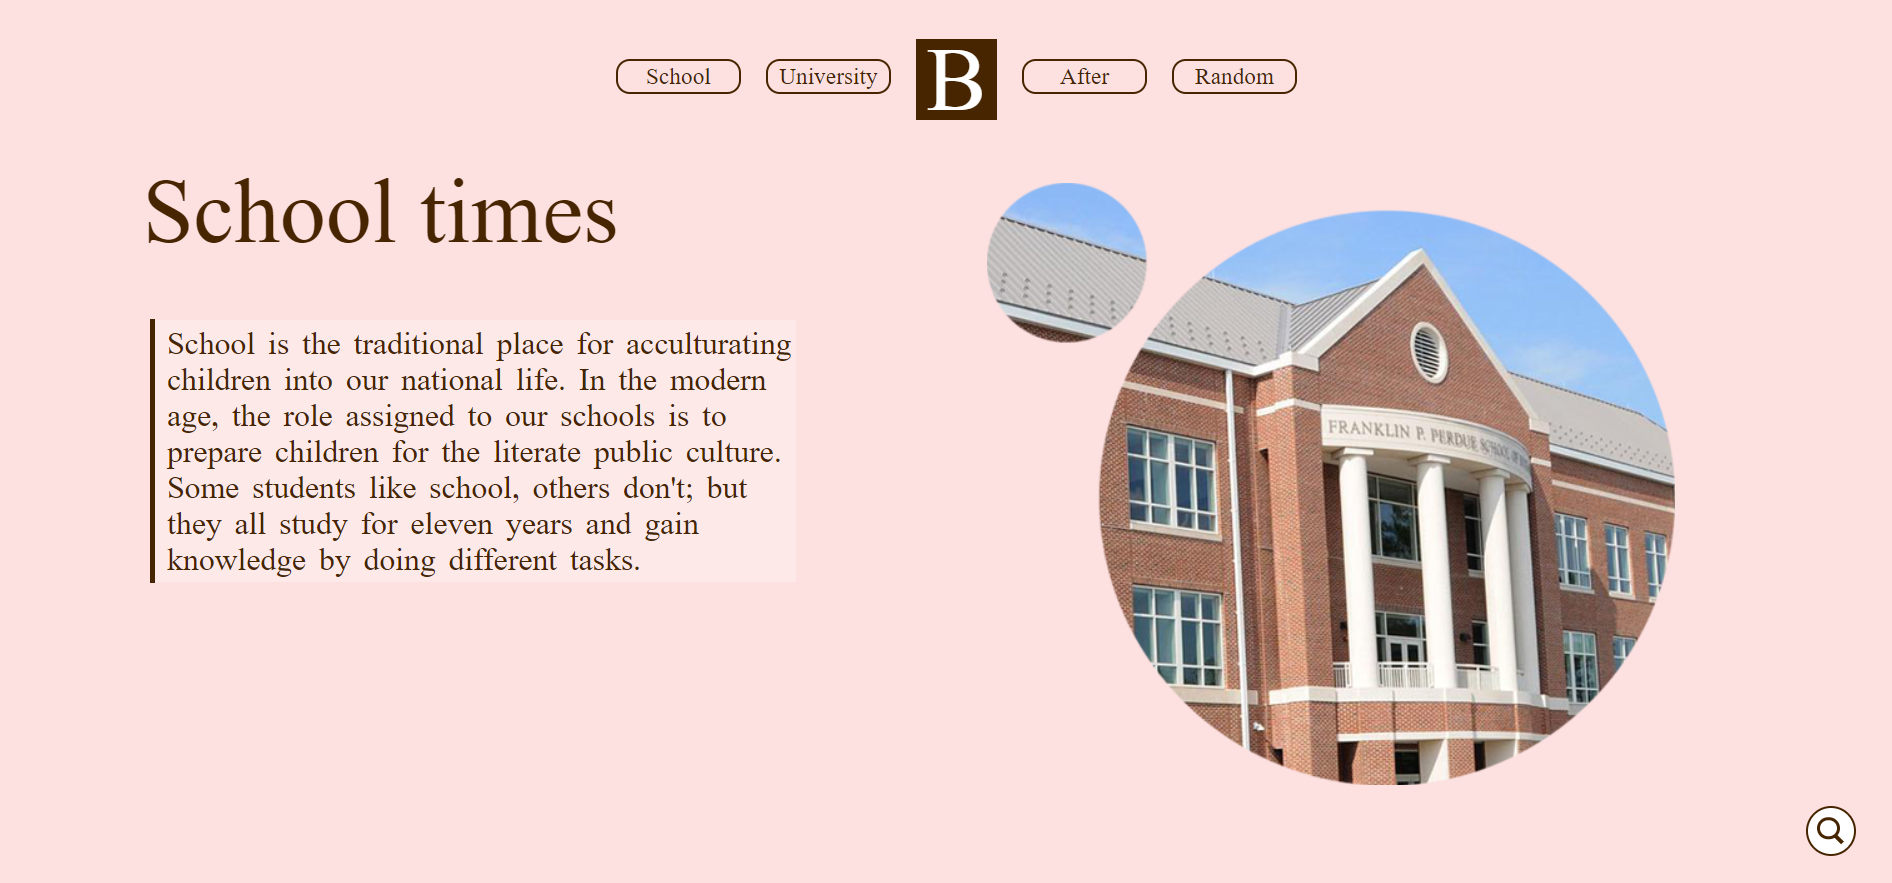 School
University
B
After
Random
School times
School is the traditional place for acculturating
children into our national life. In the modern
age, the role assigned to our schools is to
prepare children for the literate public culture.
Some students like school, others don't; but
they all study for eleven years and gain
knowledge by doing different tasks.
FRANKLIN P. PERDUE SCHOOL OF